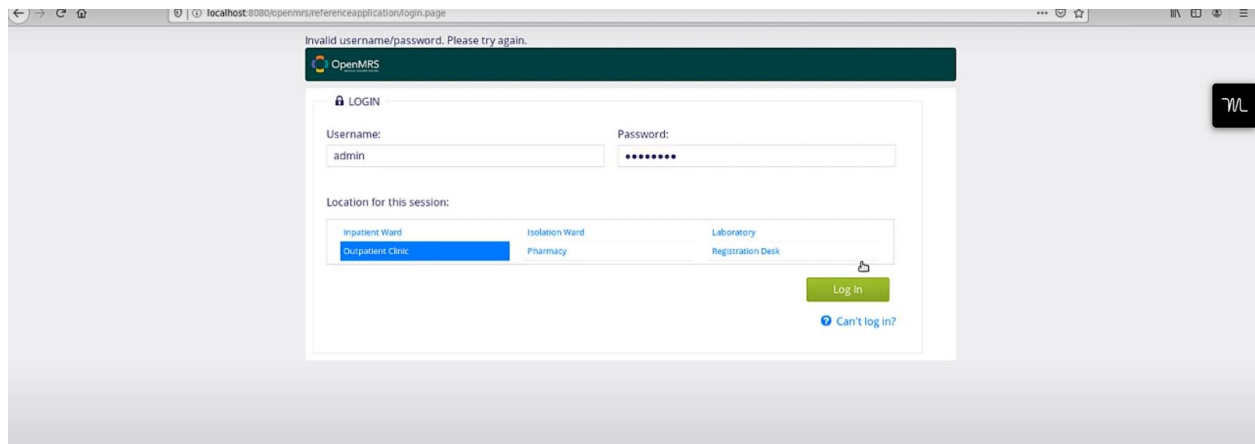 localhost:8080/openmrs/referenceapplication/login.page
Invalid username/password. Please try again.
OpenMRS
LOGIN
Username:
Password:
admin
••••••••
Location for this session:
Inpatient Ward
Isolation Ward
Laboratory
Outpatient Clinic
Pharmacy
Registration Desk
Log In
Can't log in?